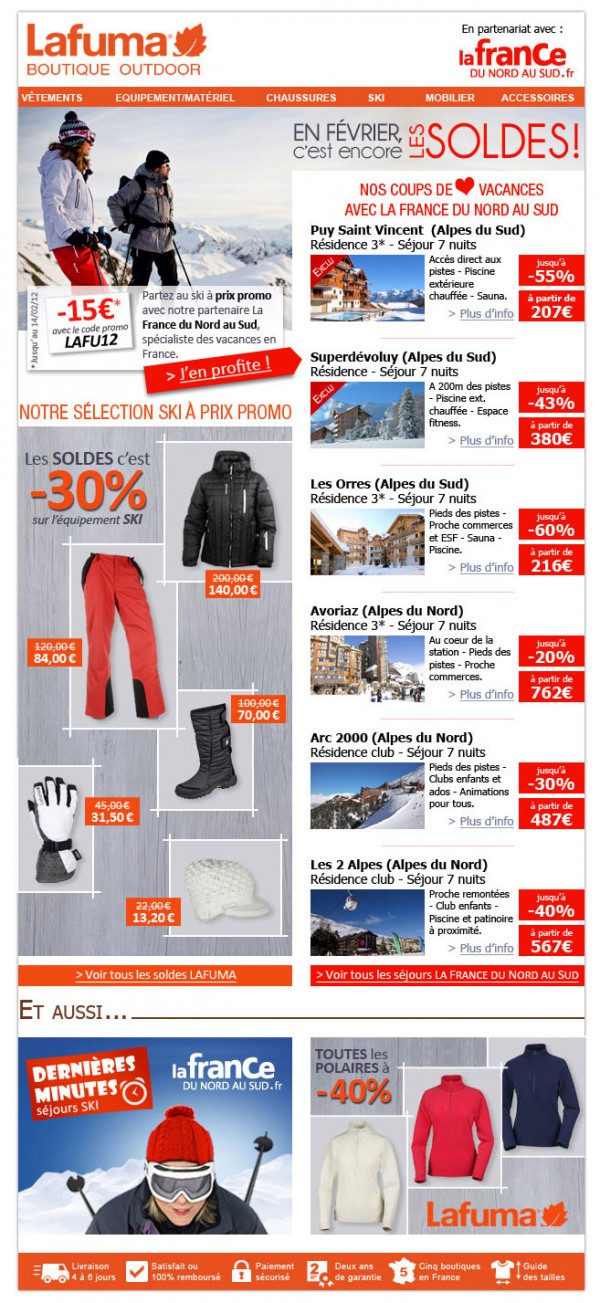 Lafuma
BOUTIQUE OUTDOOR
En partenariat avec :
la franCe
DU NORD AU SUD.fr
VÊTEMENTS EQUIPEMENT/MATÉRIEL CHAUSSURES SKI MOBILIER ACCESSOIRES
EN FÉVRIER,
c'est encore
LES SOLDES!
*Jusqu'au 14/02/12
-15€*
avec le code promo
LAFU12
Partez au ski à prix promo
avec notre partenaire La
France du Nord au Sud,
spécialiste des vacances en
France.
> J'en profite !
NOTRE SÉLECTION SKI À PRIX PROMO
Les SOLDES c'est
-30%
sur l'équipement SKI
200,00 €
140,00 €
120,00 €
84,00 €
100,00 €
70,00 €
45,00 €
31,50 €
22,00 €
13,20 €
> Voir tous les soldes LAFUMA
NOS COUPS DE VACANCES
AVEC LA FRANCE DU NORD AU SUD
Puy Saint Vincent (Alpes du Sud)
Résidence 3* - Séjour 7 nuits
Exclu
Accès direct aux
pistes - Piscine
extérieure
chauffée - Sauna.
> Plus d'info
jusqu'à
-55%
à partir de
207€
Superdévoluy (Alpes du Sud)
Résidence - Séjour 7 nuits
Exclu
A 200m des pistes
- Piscine ext.
chauffée - Espace
fitness.
> Plus d'info
jusqu'à
-43%
à partir de
380€
Les Orres (Alpes du Sud)
Résidence 3* - Séjour 7 nuits
Pieds des pistes -
Proche commerces
et ESF - Sauna -
Piscine.
> Plus d'info
jusqu'à
-60%
à partir de
216€
Avoriaz (Alpes du Nord)
Résidence 3* - Séjour 7 nuits
Au coeur de la
station - Pieds des
pistes - Proche
commerces.
> Plus d'info
jusqu'à
-20%
à partir de
762€
Arc 2000 (Alpes du Nord)
Résidence club - Séjour 7 nuits
Pieds des pistes -
Clubs enfants et
ados - Animations
pour tous.
> Plus d'info
jusqu'à
-30%
à partir de
487€
Les 2 Alpes (Alpes du Nord)
Résidence club - Séjour 7 nuits
Proche remontées
- Club enfants -
Piscine et patinoire
à proximité.
> Plus d'info
jusqu'à
-40%
à partir de
567€
> Voir tous les séjours LA FRANCE DU NORD AU SUD
ET AUSSI...
DERNIÈRES
MINUTES
séjours SKI
la franCe
DU NORD AU SUD.fr
TOUTES les
POLAIRES à
-40%
Lafuma
Livraison
4 à 6 jours
Satisfait ou
100% remboursé
Paiement
sécurisé
2
Deux ans
de garantie
5
Cinq boutiques
en France
Guide
des tailles